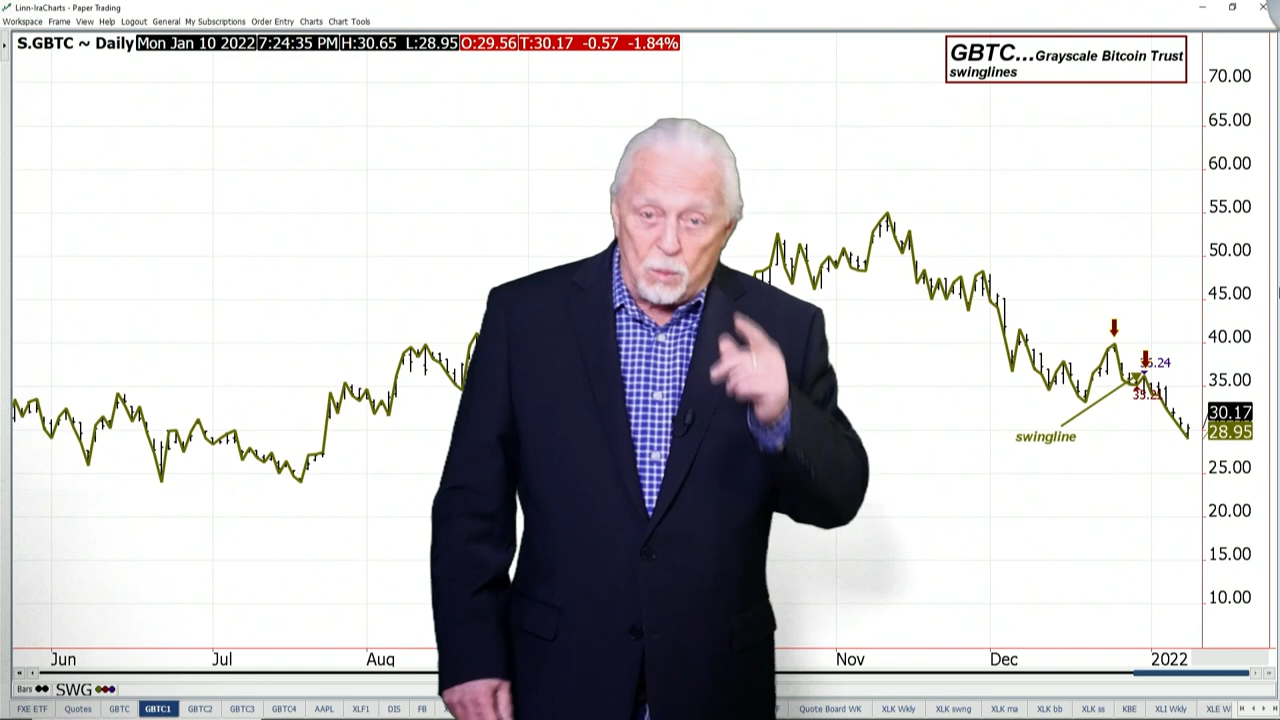 Linn-IraCharts - Paper Trading
Workspace Frame View Help Logout General My Subscriptions Order Entry Charts Chart Tools
S.GBTC ~ Daily Mon Jan 10 2022 7:24:35 PM H:30.65 L:28.95 O:29.56 T:30.17 -0.57 -1.84%
GBTC...Grayscale Bitcoin Trust
swinglines
70.00
65.00
60.00
55.00
50.00
45.00
40.00
35.00
30.17
28.95
25.00
20.00
15.00
10.00
swingline
Jun Jul Aug Nov Dec 2022
Bars SWG
FXE ETF Quotes GBTC GBTC1 GBTC2 GBTC3 GBTC4 AAPL XLF1 DIS FB Quote Board WK XLK Wkly XLK swng XLK ma XLK bb XLK ss KBE XLI Wkly XLE W